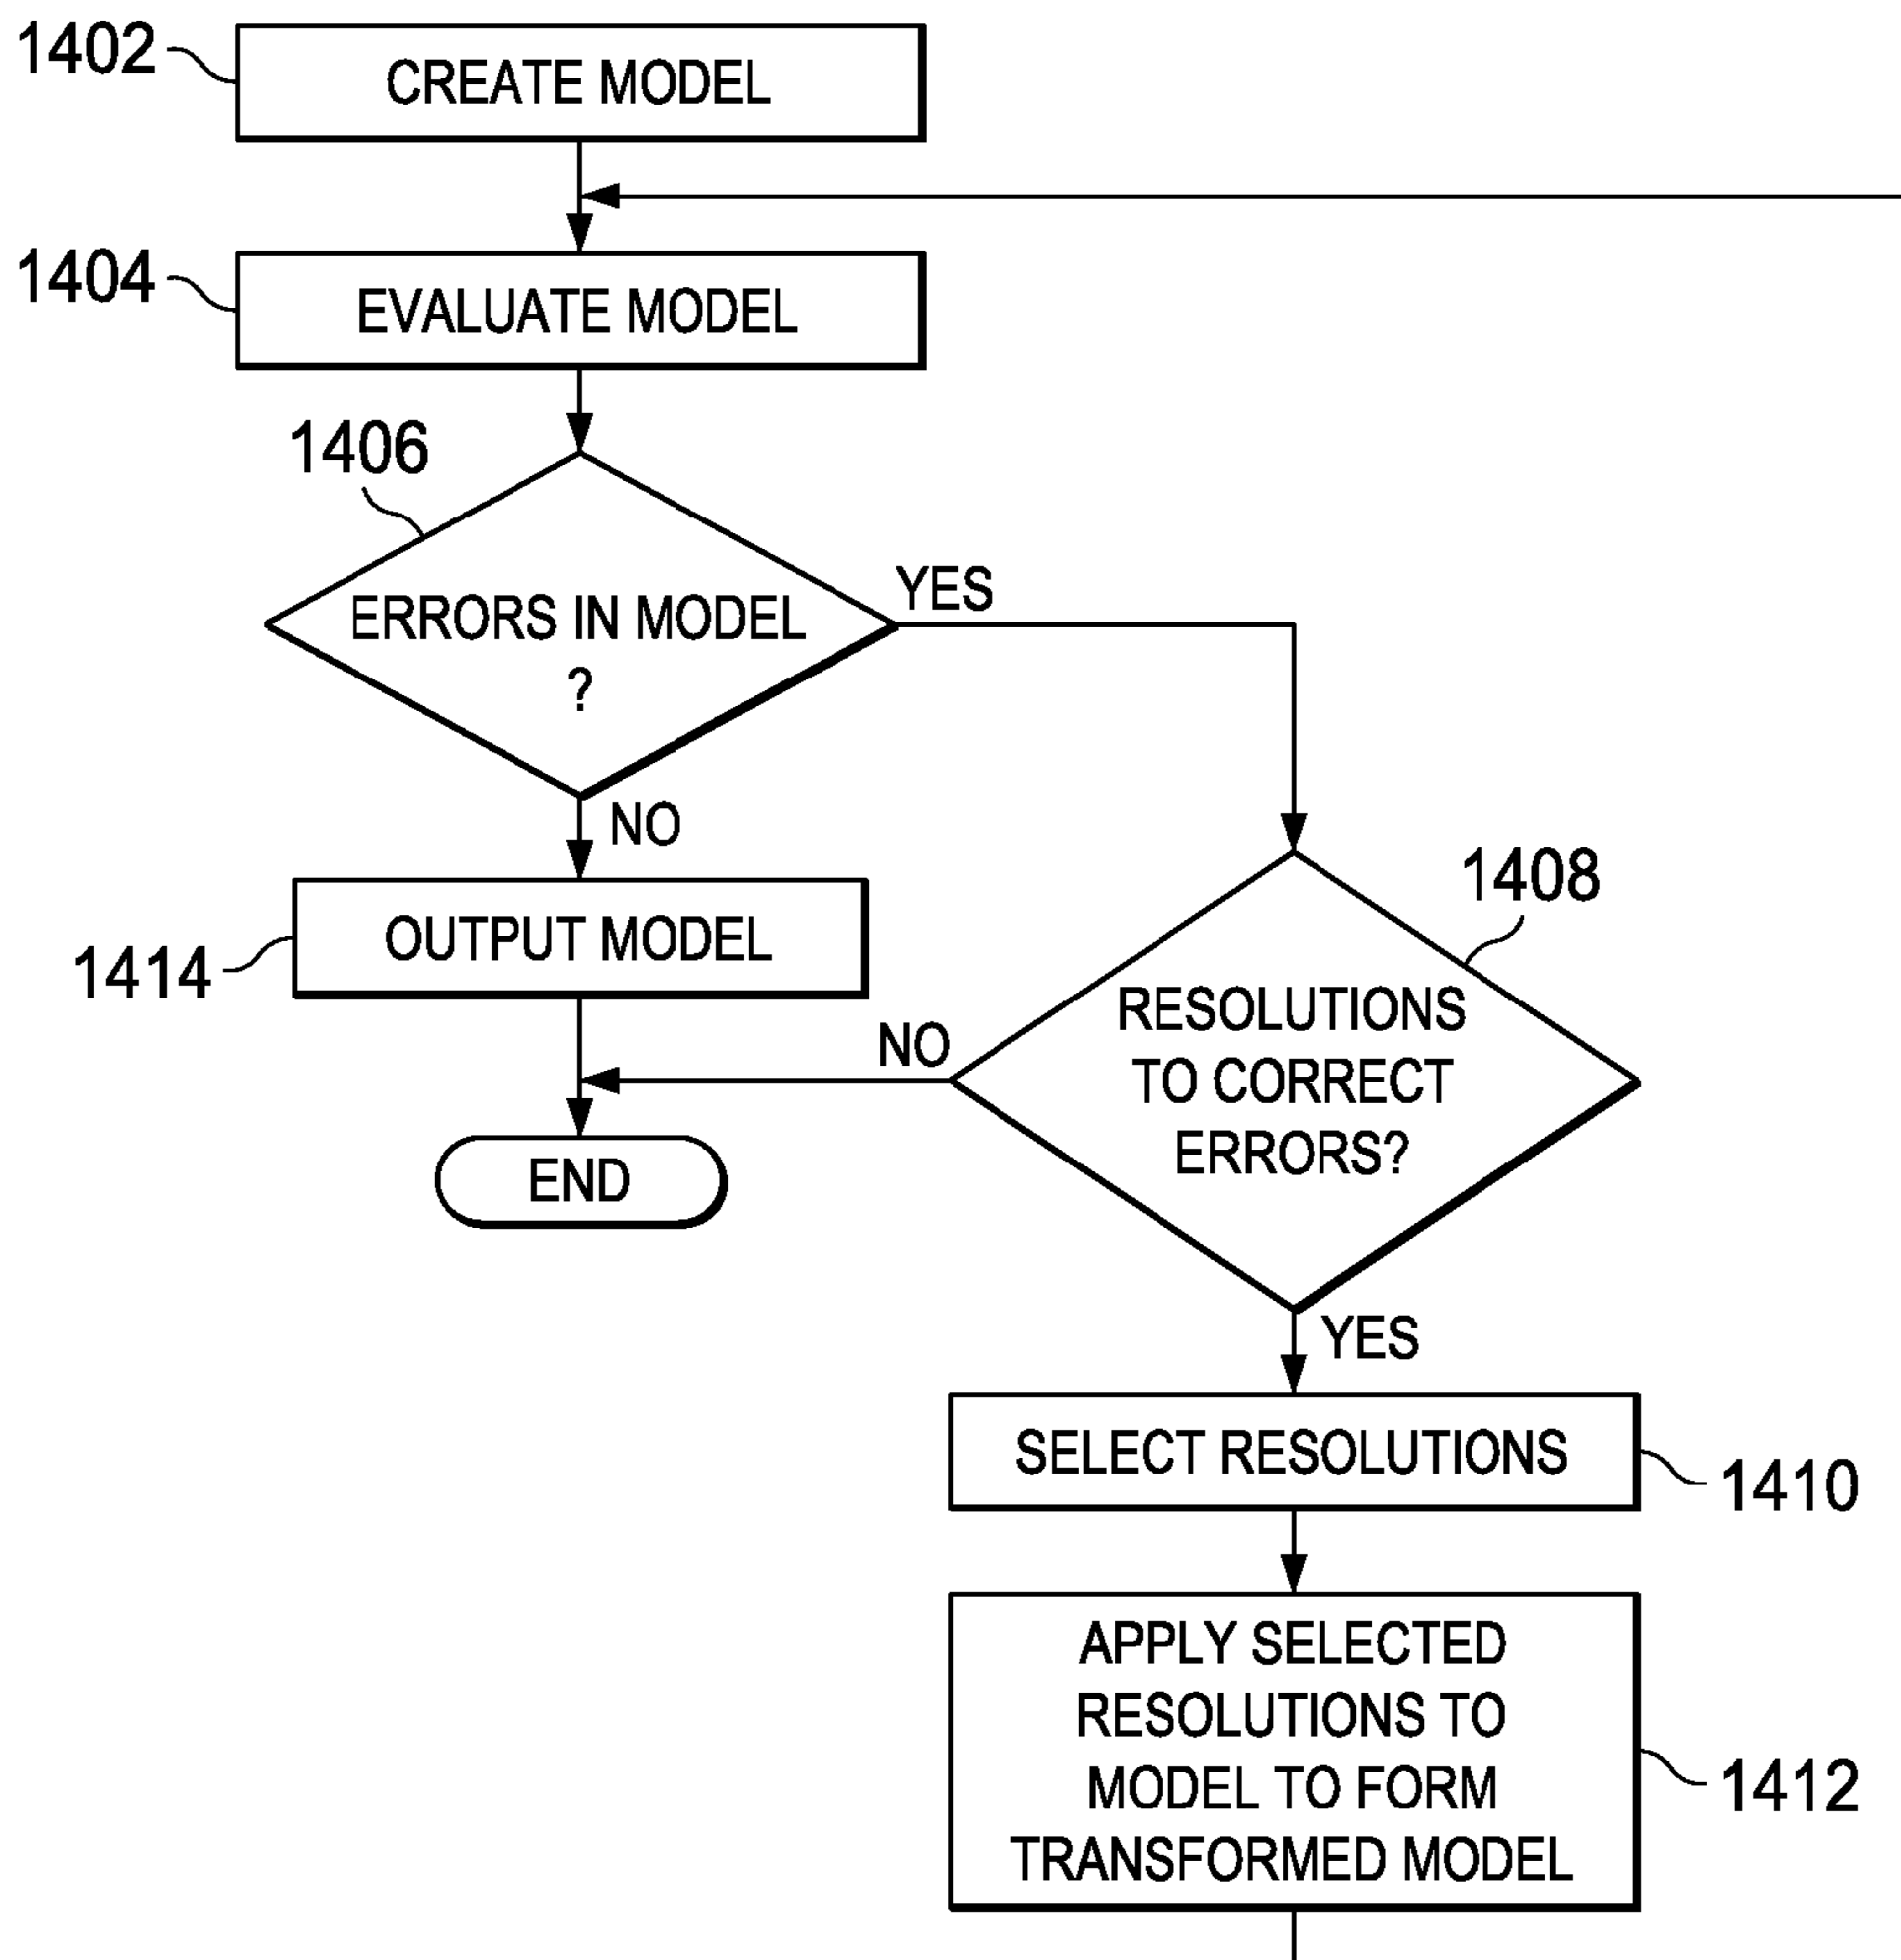 1402
CREATE MODEL
1404
EVALUATE MODEL
1406
ERRORS IN MODEL
?
YES
NO
1414
OUTPUT MODEL
END
1408
RESOLUTIONS
TO CORRECT
ERRORS?
NO
YES
SELECT RESOLUTIONS
1410
APPLY SELECTED
RESOLUTIONS TO
MODEL TO FORM
TRANSFORMED MODEL
1412